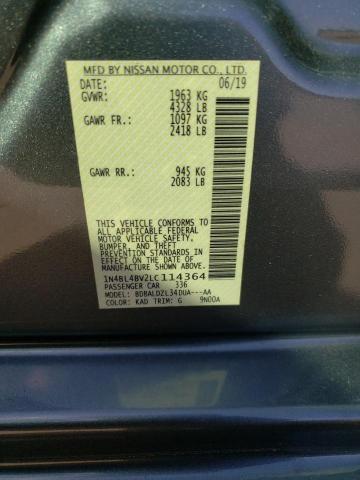 MFD BY NISSAN MOTOR CO., LTD.
DATE: 06/19
GVWR: 1963 KG
4328 LB
GAWR FR.: 1097 KG
2418 LB
GAWR RR.: 945 KG
2083 LB
THIS VEHICLE CONFORMS TO
ALL APPLICABLE FEDERAL
MOTOR VEHICLE SAFETY,
BUMPER, AND THEFT
PREVENTION STANDARDS
IN EFFECT ON THE DATE OF
MANUFACTURE SHOWN ABOVE.
1N4BL4BV2LC114364
PASSENGER CAR 336
MODEL: BDBALDZL34DUA---AA
COLOR: KAD TRIM: G 9N00A